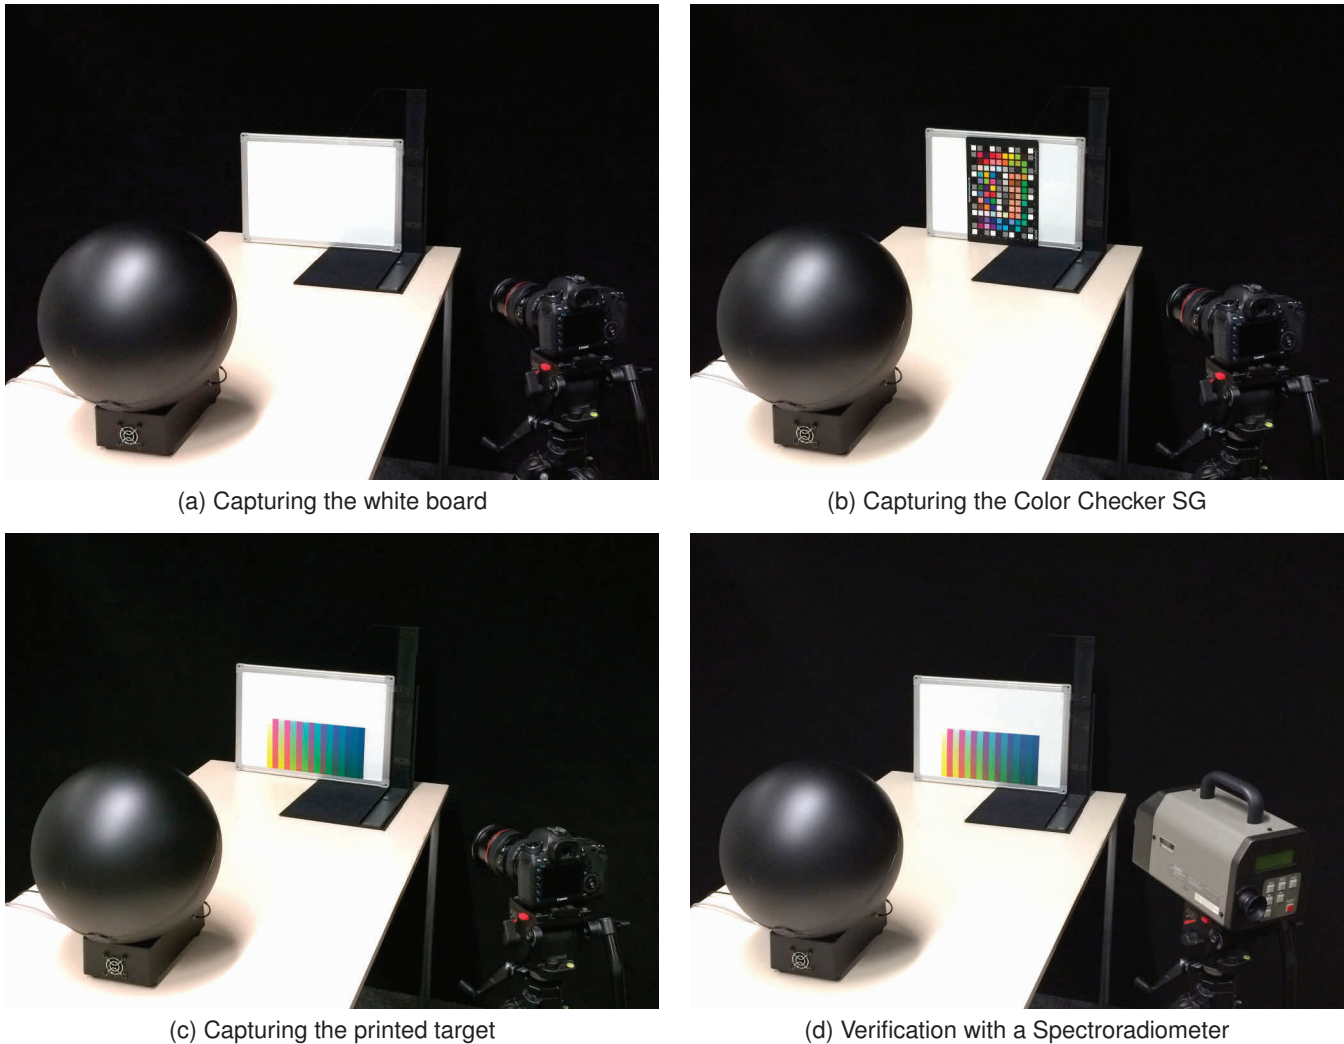 (a) Capturing the white board
(b) Capturing the Color Checker SG
(c) Capturing the printed target
(d) Verification with a Spectroradiometer